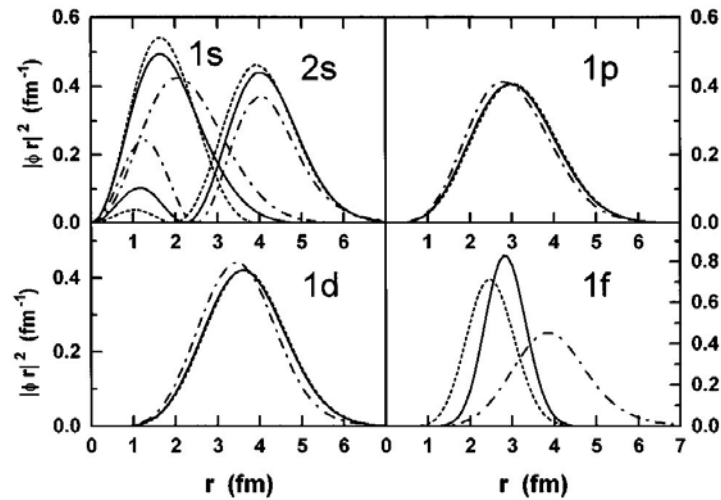 0.6 1s 2s 1p 0.6
0.4 0.4
|ϕ r|² (fm⁻¹)
0.2 0.2
0.0 0.0
1 2 3 4 5 6 1 2 3 4 5 6
1d 1f 0.8
0.4 0.6
|ϕ r|² (fm⁻¹)
0.2 0.4
0.2
0.0 0.0
0 1 2 3 4 5 6 1 2 3 4 5 6 7
r (fm) r (fm)